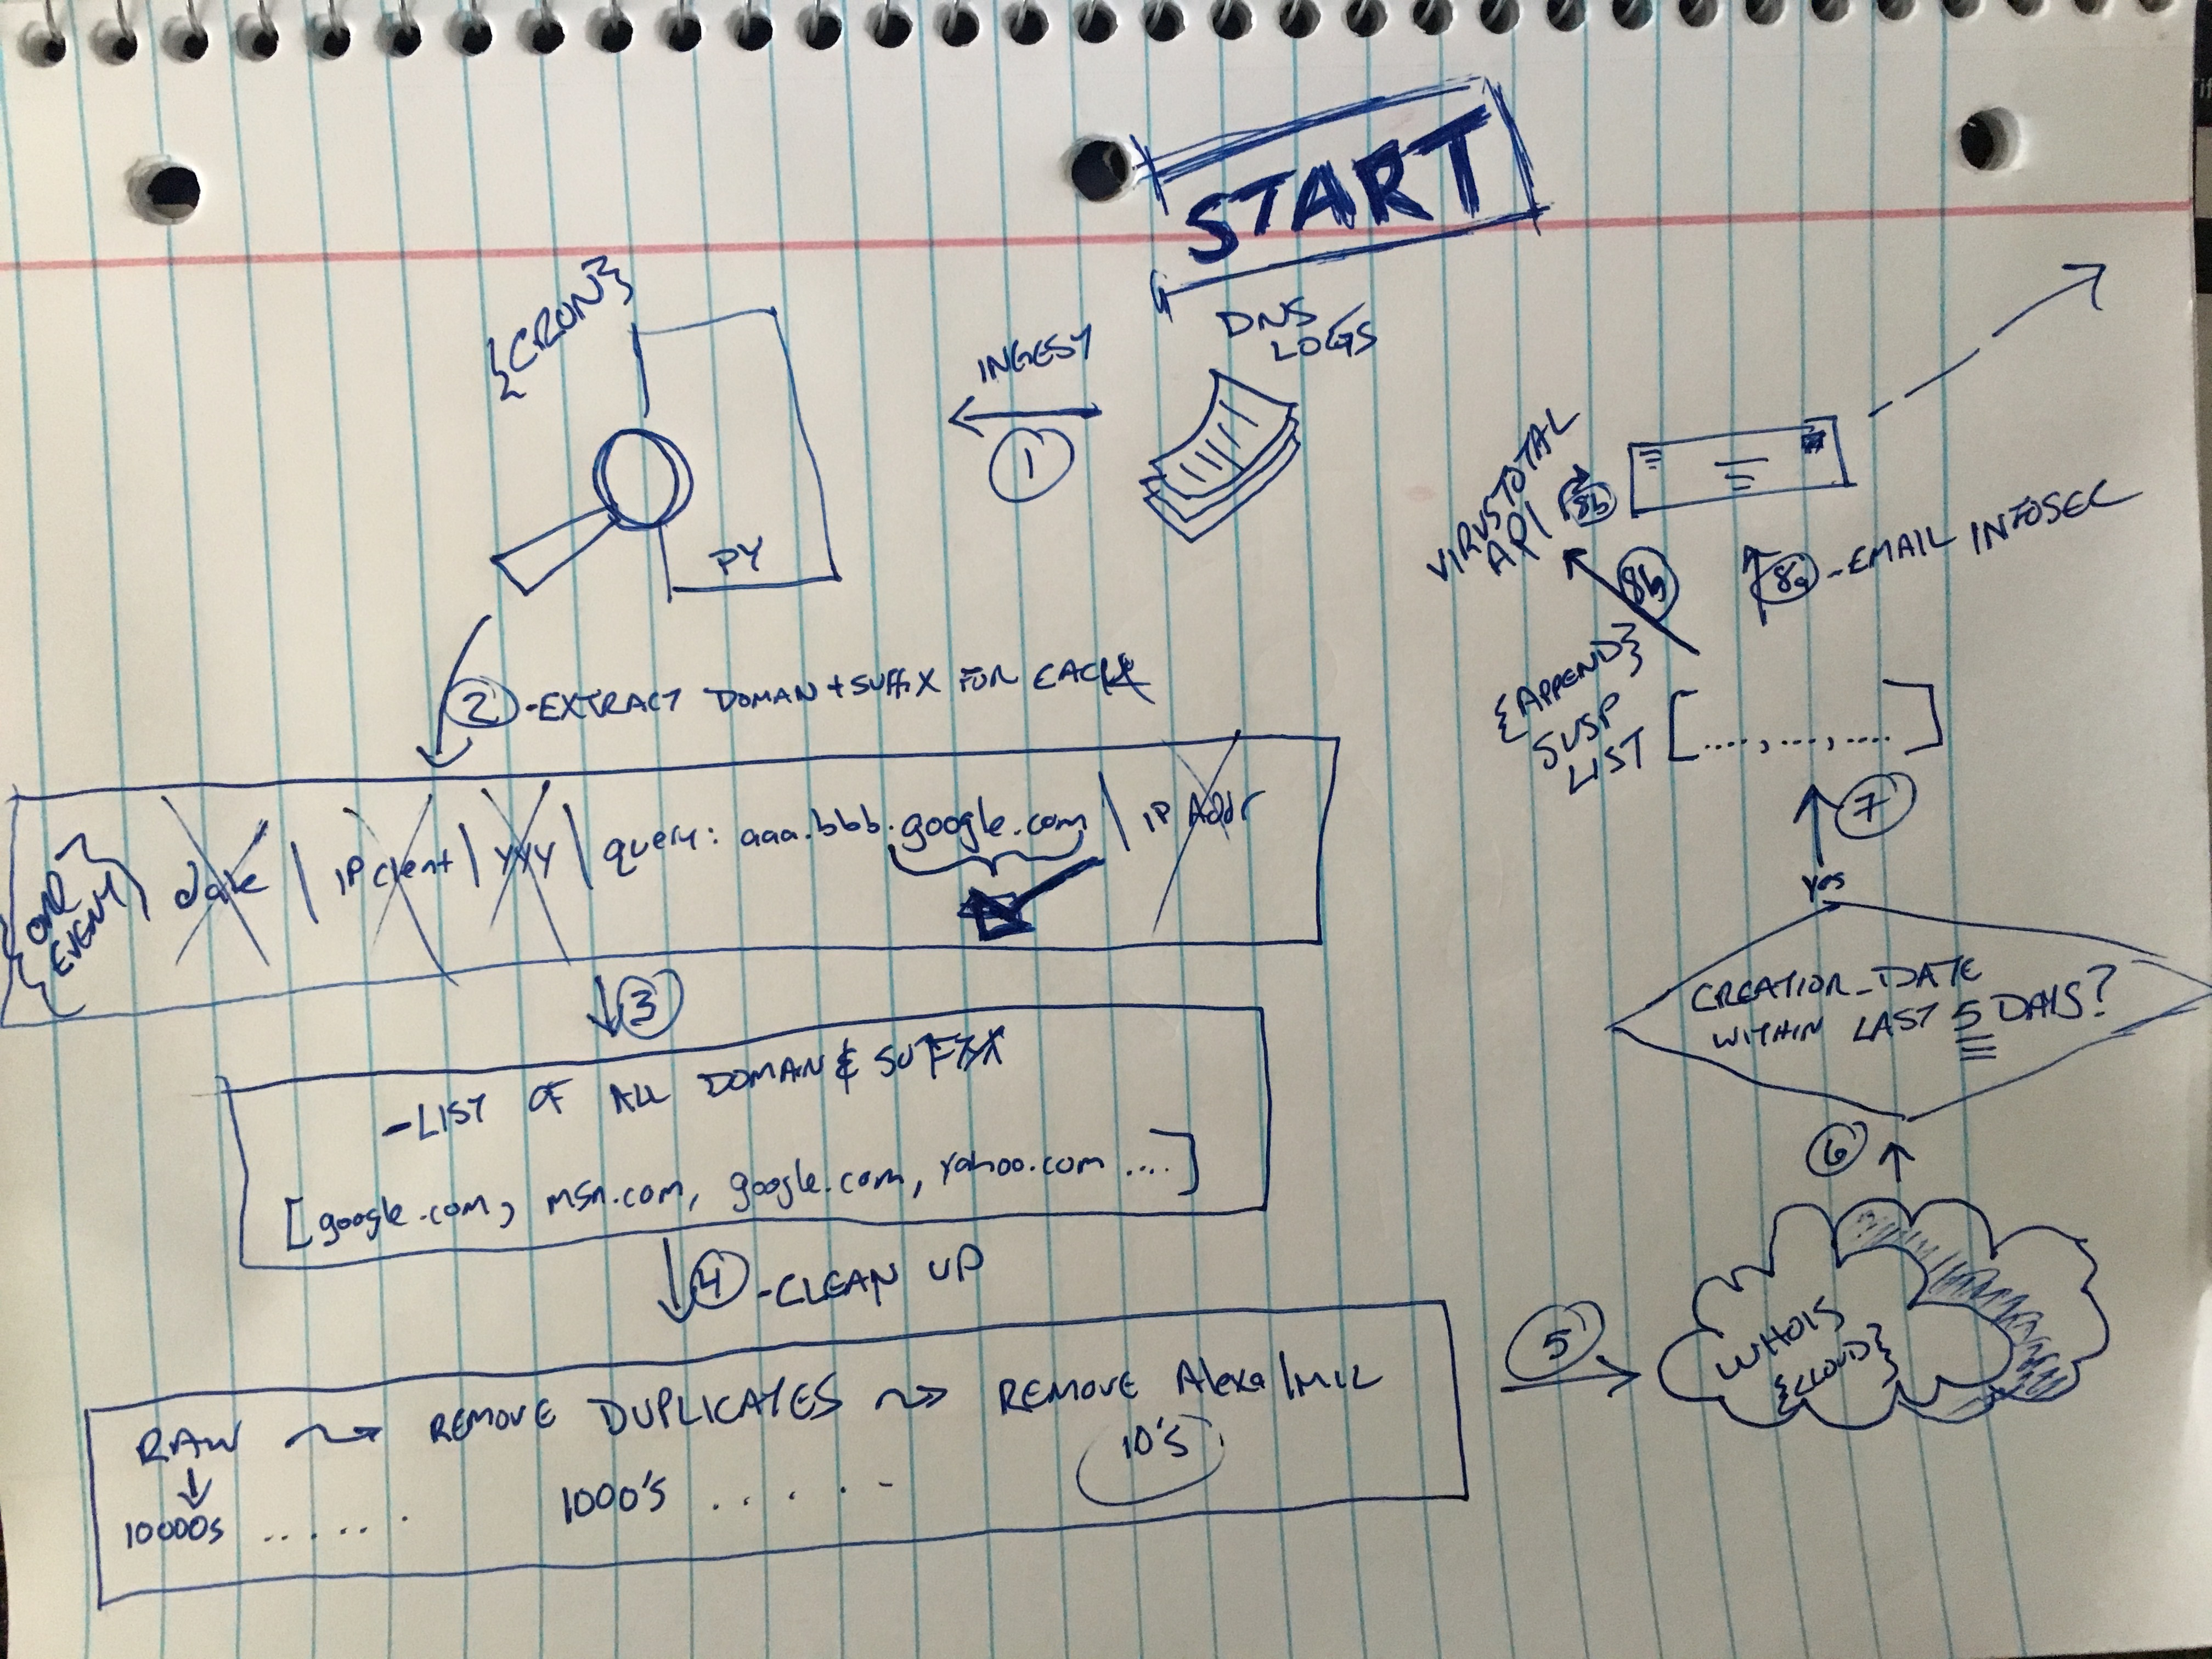 START
DNS
LOGS
INGEST
1
{CRON}
PY
2 -EXTRACT DOMAN + SUFFIX FOR EACH
{ONE
EVENT}
date | IP client | YYY | query: aaa.bbb.google.com | IP Addr
3
-LIST OF ALL DOMAN & SUFFIX
[google.com, msn.com, google.com, yahoo.com ....]
4 -CLEAN UP
RAW REMOVE DUPLICATES REMOVE Alexa 1MIL
10000s ...... 1000's ..... 10's
5
WHOIS
{CLOUD}
6
CREATION_DATE
WITHIN LAST 5 DAYS?
yes
7
{APPEND}
SUSP
LIST [...., ..., ....]
8b
VIRUSTOTAL
API 8b
8a -EMAIL INFOSEC